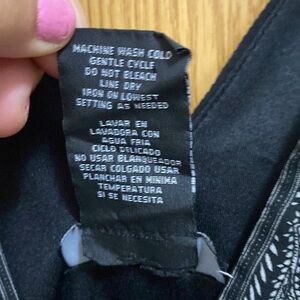 MACHINE WASH COLD
GENTLE CYCLE
DO NOT BLEACH
LINE DRY
IRON ON LOWEST
SETTING AS NEEDED
LAVAR EN
LAVADORA CON
AGUA FRIA
CICLO DELICADO
NO USAR BLANQUEADOR
SECAR COLGADO USAR
PLANCHAR EN MINIMA
TEMPERATURA
SI SE NECESITA